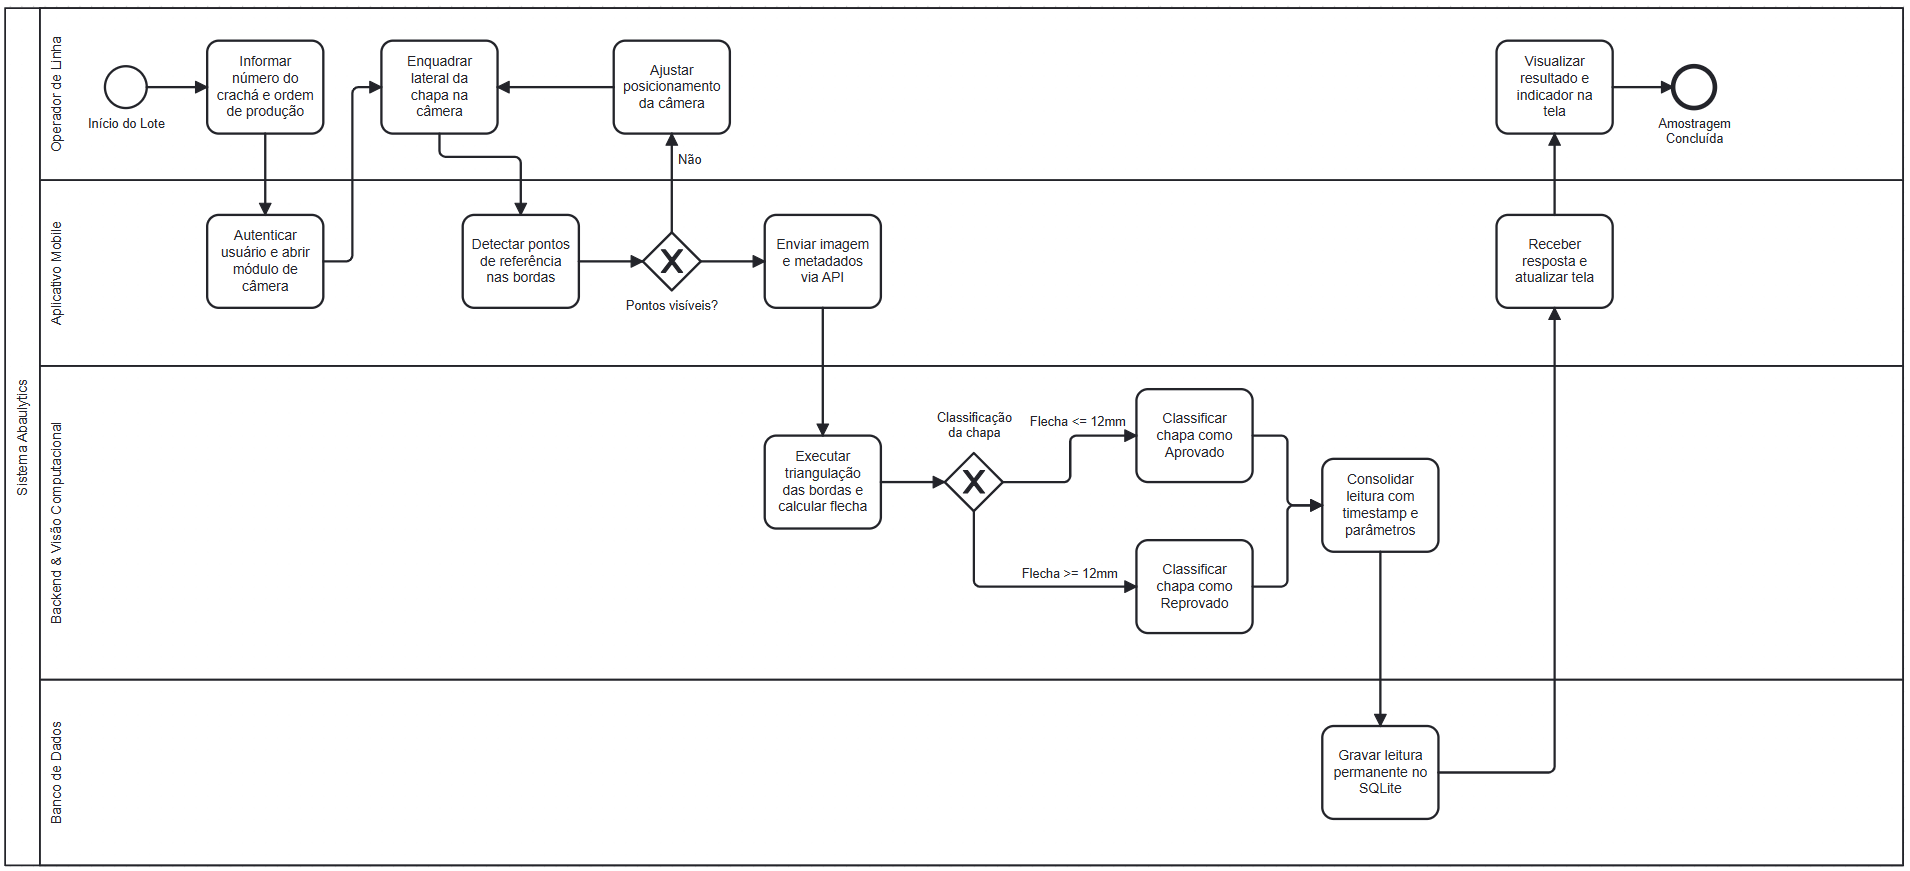 Sistema Abaulytics
Operador de Linha
Início do Lote
Informar
número do
crachá e ordem
de produção
Enquadrar
lateral da
chapa na
câmera
Ajustar
posicionamento
da câmera
Não
Visualizar
resultado e
indicador na
tela
Amostragem
Concluída
Aplicativo Mobile
Autenticar
usuário e abrir
módulo de
câmera
Detectar pontos
de referência
nas bordas
Pontos visíveis?
Enviar imagem
e metadados
via API
Receber
resposta e
atualizar tela
Backend & Visão Computacional
Executar
triangulação
das bordas e
calcular flecha
Classificação
da chapa
Flecha <= 12mm
Classificar
chapa como
Aprovado
Flecha >= 12mm
Classificar
chapa como
Reprovado
Consolidar
leitura com
timestamp e
parâmetros
Banco de Dados
Gravar leitura
permanente no
SQLite